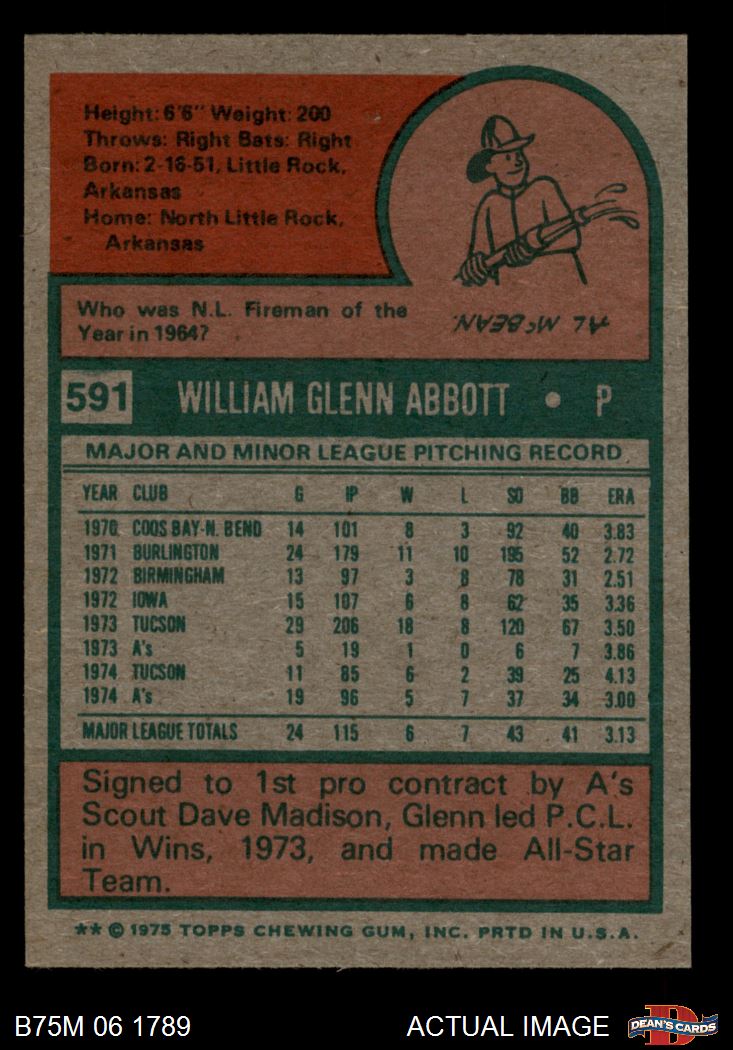 Height: 6'6" Weight: 200
Throws: Right Bats: Right
Born: 2-16-51, Little Rock,
Arkansas
Home: North Little Rock,
Arkansas
Who was N.L. Fireman of the
Year in 1964?
AL McBEAN.
591 WILLIAM GLENN ABBOTT • P
MAJOR AND MINOR LEAGUE PITCHING RECORD
YEAR CLUB G IP W L SO BB ERA
1970 COOS BAY-N. BEND 14 101 8 3 92 40 3.83
1971 BURLINGTON 24 179 11 10 195 52 2.72
1972 BIRMINGHAM 13 97 3 8 78 31 2.51
1972 IOWA 15 107 6 8 62 35 3.36
1973 TUCSON 29 206 18 8 120 67 3.50
1973 A's 5 19 1 0 6 7 3.86
1974 TUCSON 11 85 6 2 39 25 4.13
1974 A's 19 96 5 7 37 34 3.00
MAJOR LEAGUE TOTALS 24 115 6 7 43 41 3.13
Signed to 1st pro contract by A's
Scout Dave Madison, Glenn led P.C.L.
in Wins, 1973, and made All-Star
Team.
** © 1975 TOPPS CHEWING GUM, INC. PRTD IN U.S.A.
B75M 06 1789 ACTUAL IMAGE D DEAN'S CARDS